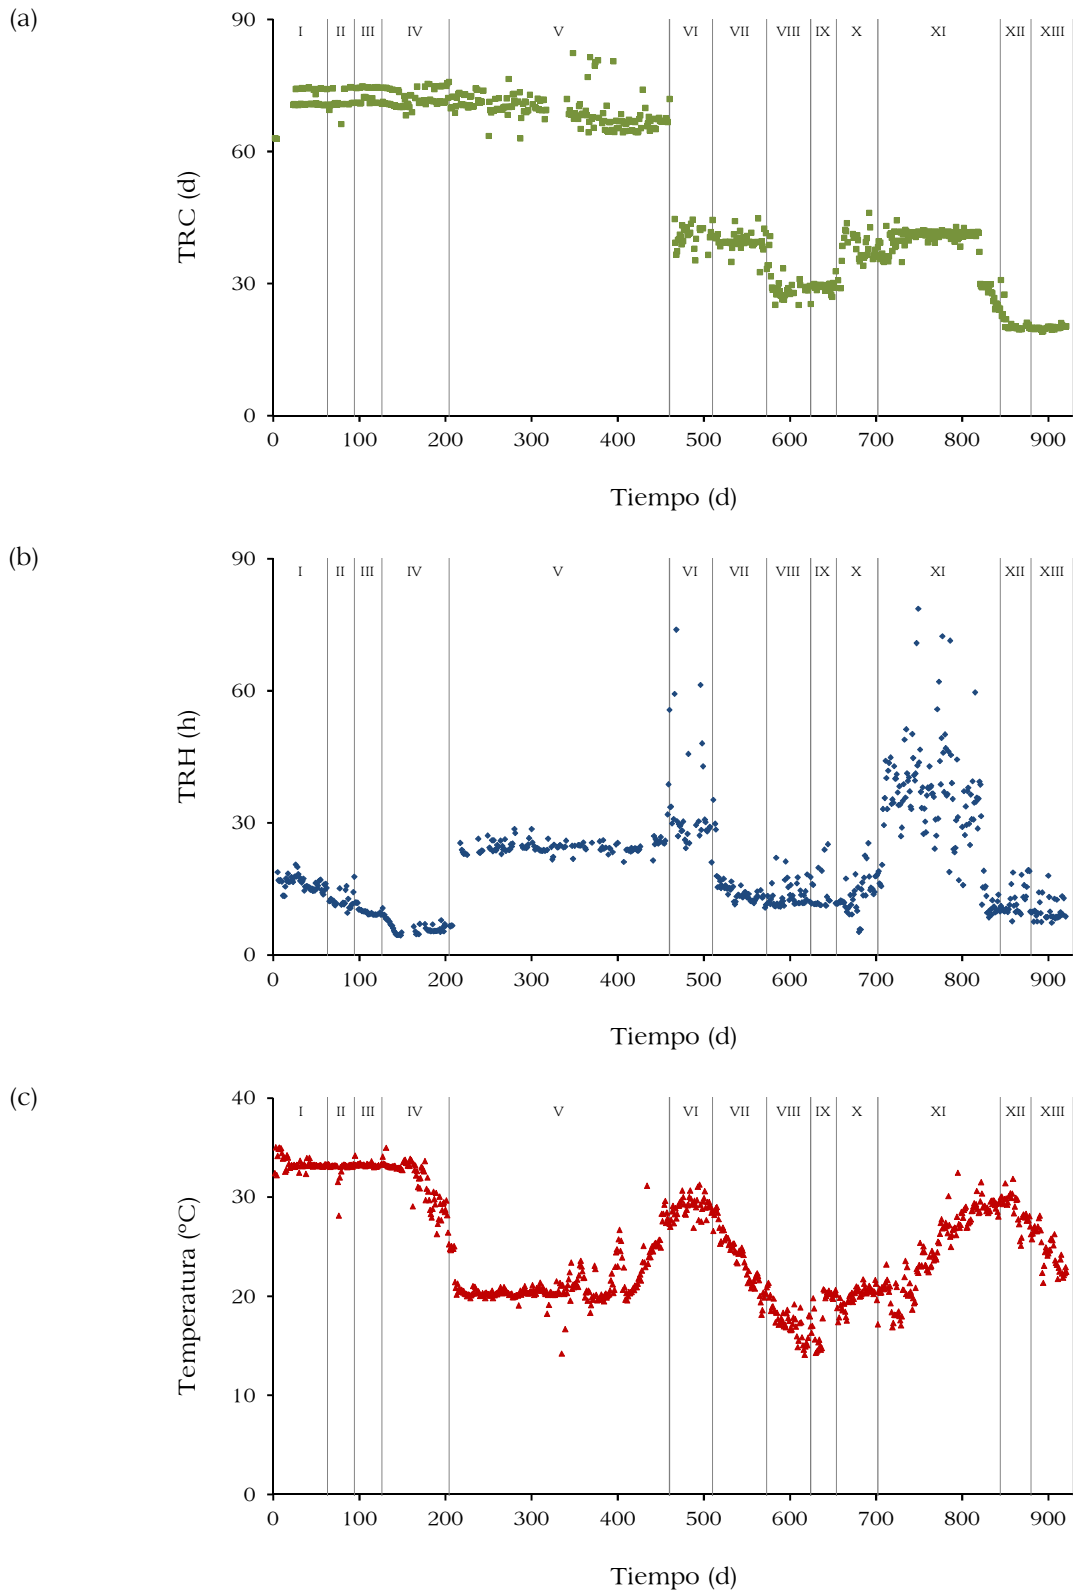 (a)
90
60
30
0
TRC (d)
I II III IV V VI VII VIII IX X XI XII XIII
0 100 200 300 400 500 600 700 800 900
Tiempo (d)
(b)
90
60
30
0
TRH (h)
I II III IV V VI VII VIII IX X XI XII XIII
0 100 200 300 400 500 600 700 800 900
Tiempo (d)
(c)
40
30
20
10
0
Temperatura (ºC)
I II III IV V VI VII VIII IX X XI XII XIII
0 100 200 300 400 500 600 700 800 900
Tiempo (d)